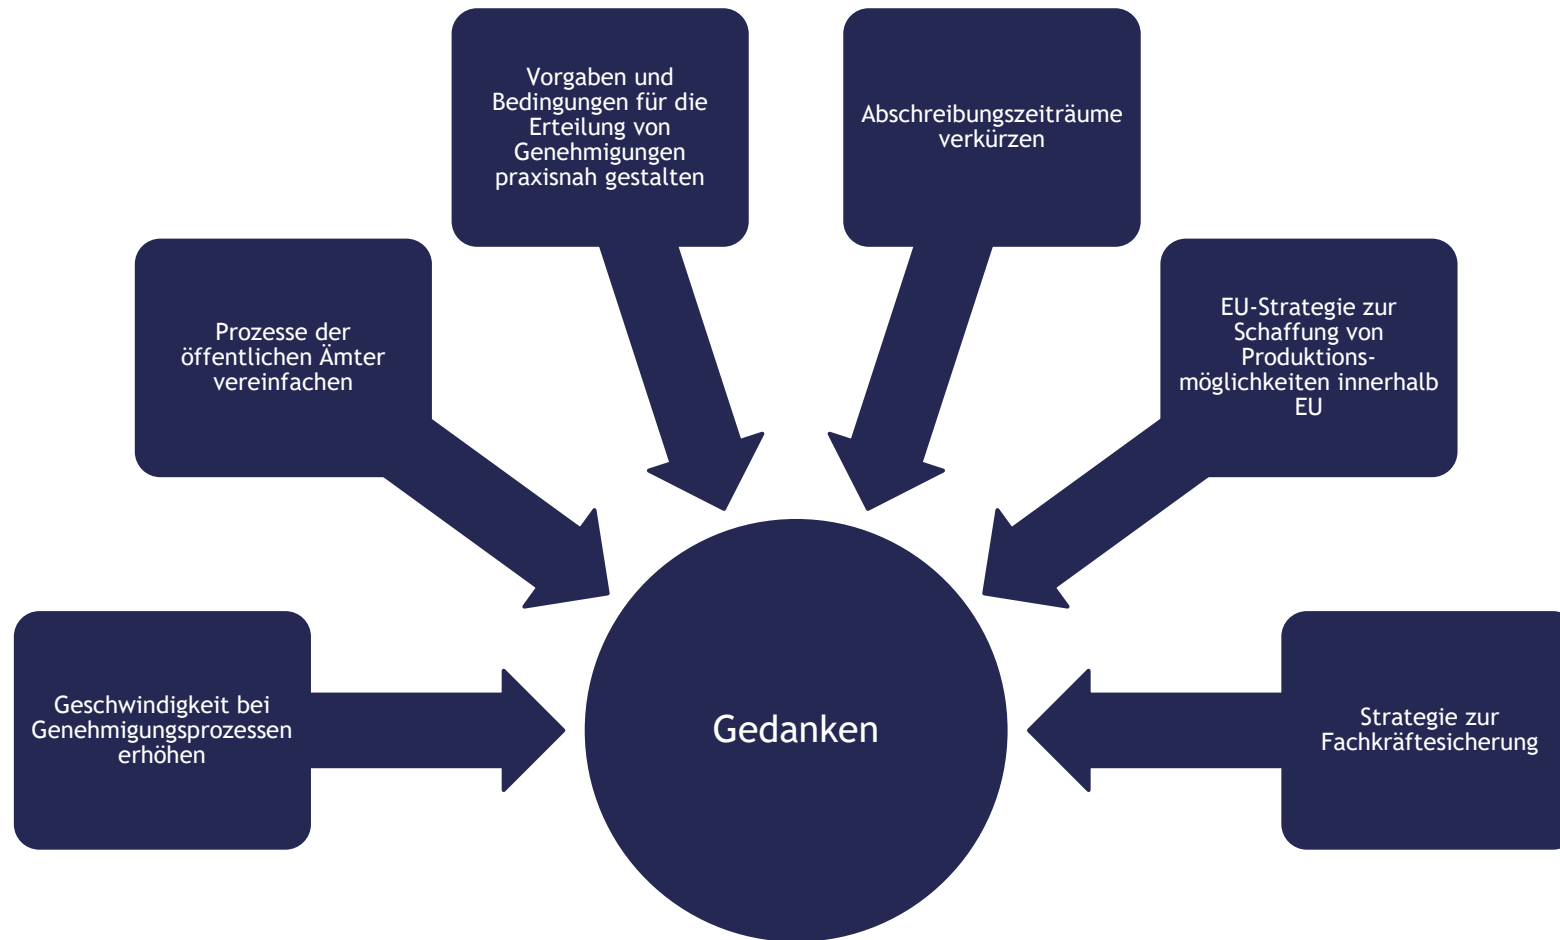 Vorgaben und
Bedingungen für die
Erteilung von
Genehmigungen
praxisnah gestalten
Abschreibungszeiträume
verkürzen
Prozesse der
öffentlichen Ämter
vereinfachen
EU-Strategie zur
Schaffung von
Produktions-
möglichkeiten innerhalb
EU
Geschwindigkeit bei
Genehmigungsprozessen
erhöhen
Gedanken
Strategie zur
Fachkräftesicherung